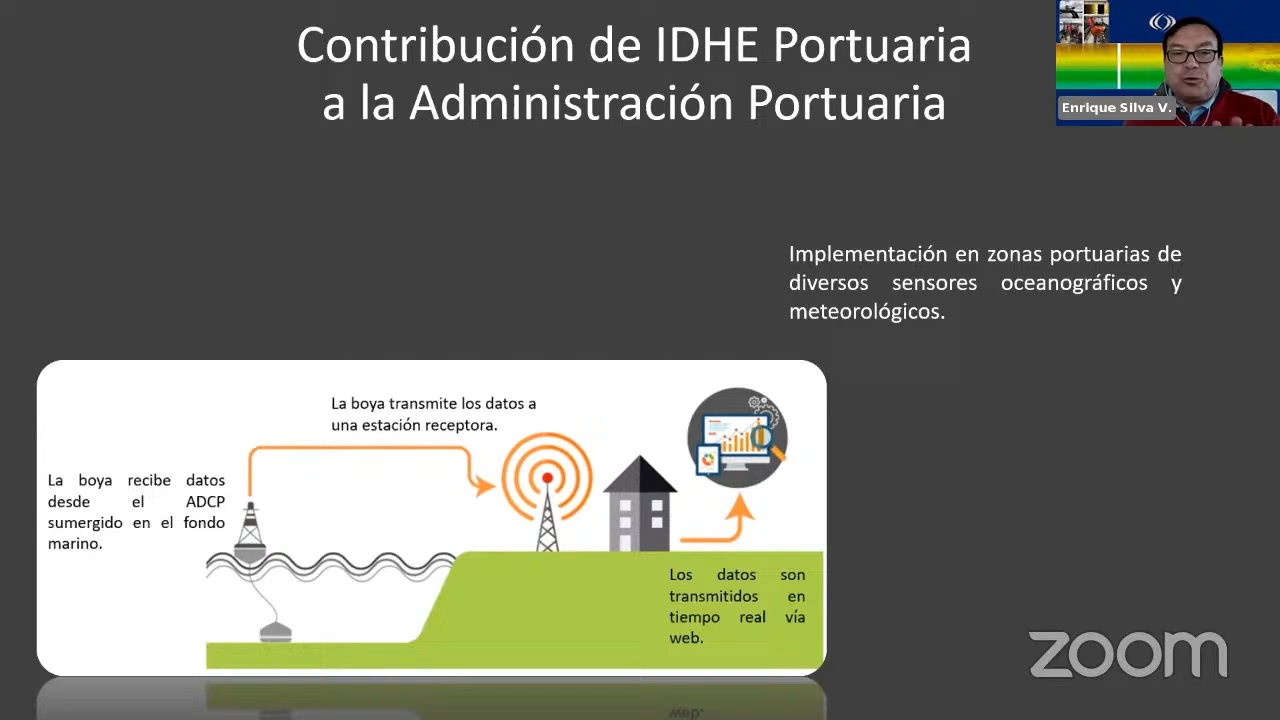 Contribución de IDHE Portuaria
a la Administración Portuaria
Enrique Silva V.
Implementación en zonas portuarias de
diversos sensores oceanográficos y
meteorológicos.
La boya transmite los datos a
una estación receptora.
La boya recibe datos
desde el ADCP
sumergido en el fondo
marino.
Los datos son
transmitidos en
tiempo real vía
web.
zoom